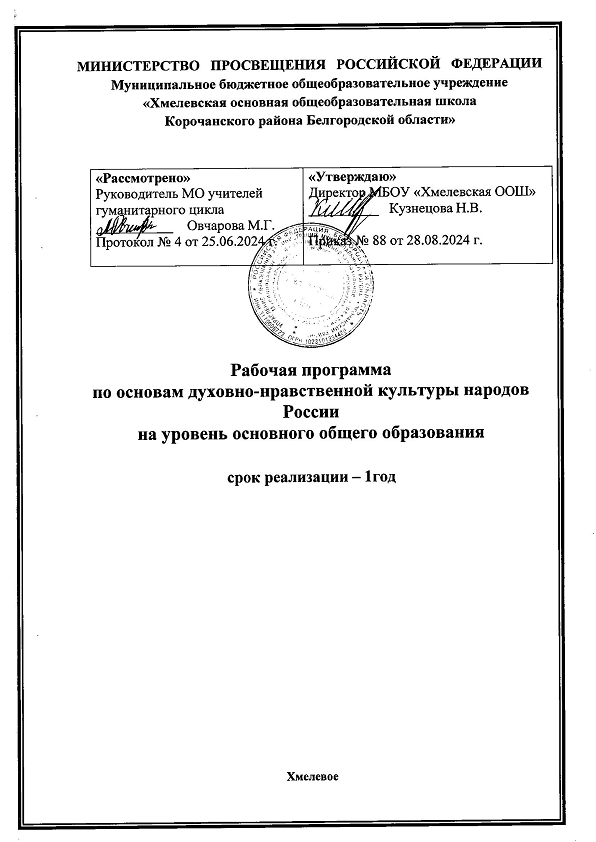 МИНИСТЕРСТВО ПРОСВЕЩЕНИЯ РОССИЙСКОЙ ФЕДЕРАЦИИ
Муниципальное бюджетное общеобразовательное учреждение
«Хмелевская основная общеобразовательная школа
Корочанского района Белгородской области»
«Рассмотрено»
Руководитель МО учителей
гуманитарного цикла
Овчарова М.Г.
Протокол № 4 от 25.06.2024 г.
«Утверждаю»
Директор МБОУ «Хмелевская ООШ»
Кузнецова Н.В.
Приказ № 88 от 28.08.2024 г.
Рабочая программа
по основам духовно-нравственной культуры народов
России
на уровень основного общего образования
срок реализации – 1год
Хмелевое